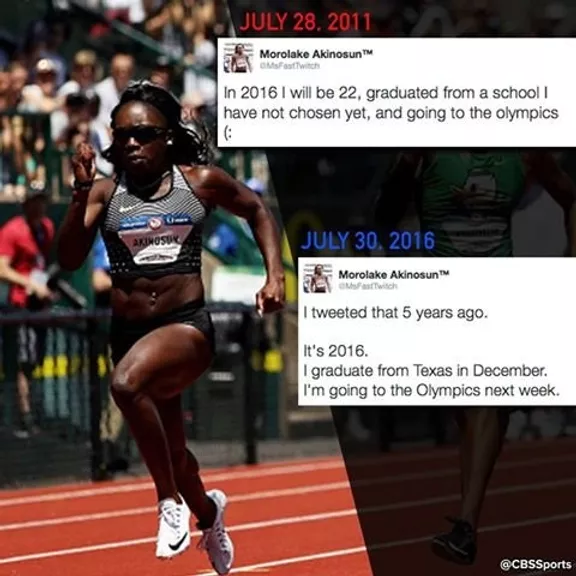 JULY 28, 2011
Morolake Akinosun™
@MsFastTwitch
In 2016 I will be 22, graduated from a school I
have not chosen yet, and going to the olympics
(:
AKINOSUN
JULY 30, 2016
Morolake Akinosun™
@MsFastTwitch
I tweeted that 5 years ago.
It's 2016.
I graduate from Texas in December.
I'm going to the Olympics next week.
@CBSSports